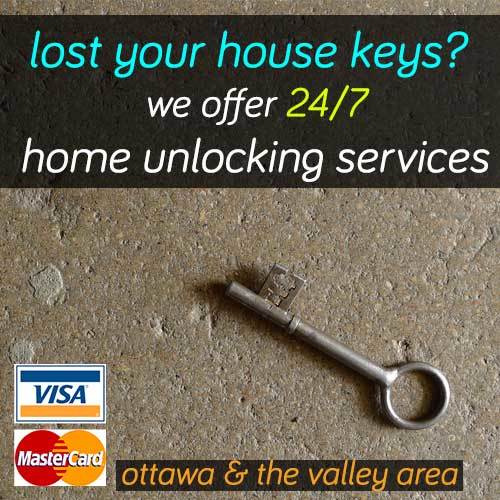 lost your house keys?
we offer 24/7
home unlocking services
VISA
MasterCard
ottawa & the valley area